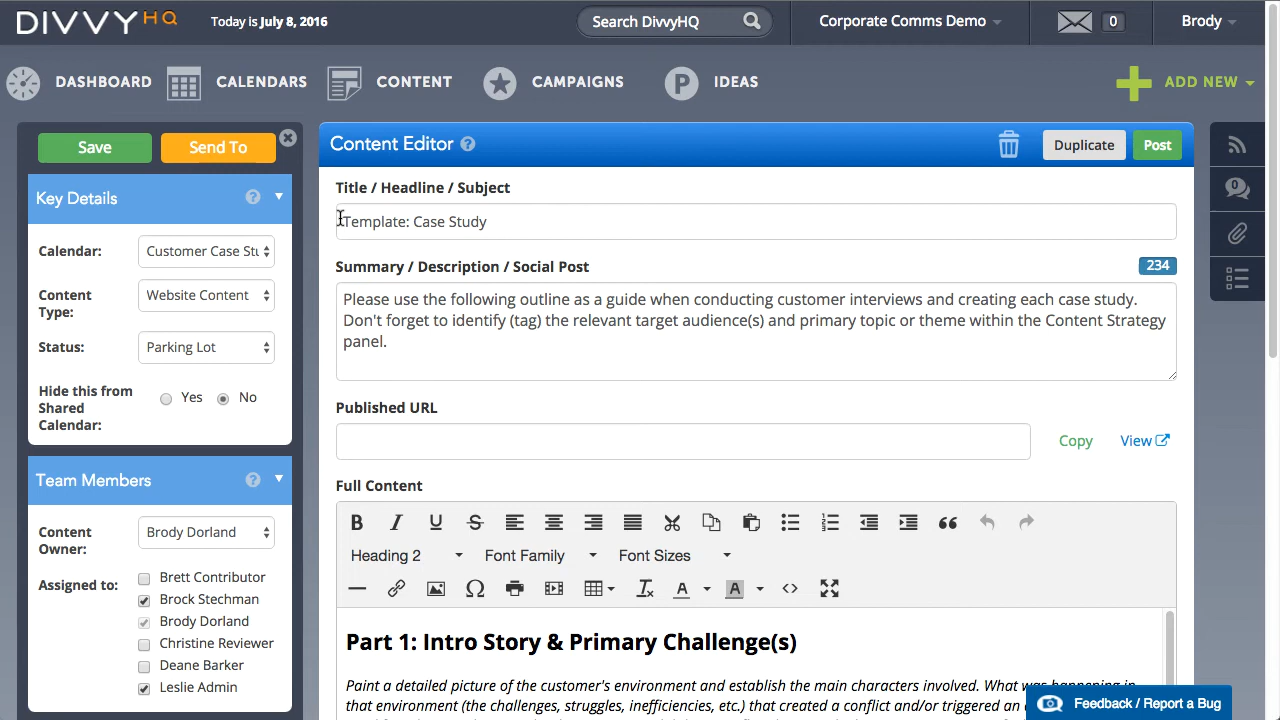 DIVVYHQ
Today is July 8, 2016
Search DivvyHQ
Corporate Comms Demo
0
Brody
DASHBOARD
CALENDARS
CONTENT
CAMPAIGNS
P
IDEAS
ADD NEW
Save
Send To
Key Details
?
Calendar:
Customer Case Stu
Content
Type:
Website Content
Status:
Parking Lot
Hide this from
Shared
Calendar:
Yes
No
Team Members
?
Content
Owner:
Brody Dorland
Assigned to:
Brett Contributor
Brock Stechman
Brody Dorland
Christine Reviewer
Deane Barker
Leslie Admin
Content Editor
?
Duplicate
Post
0
Title / Headline / Subject
Template: Case Study
Summary / Description / Social Post
234
Please use the following outline as a guide when conducting customer interviews and creating each case study.
Don't forget to identify (tag) the relevant target audience(s) and primary topic or theme within the Content Strategy
panel.
Published URL
Copy
View
Full Content
Heading 2
Font Family
Font Sizes
Part 1: Intro Story & Primary Challenge(s)
Paint a detailed picture of the customer's environment and establish the main characters involved. What was happening in
that environment (the challenges, struggles, inefficiencies, etc.) that created a conflict and/or triggered an
Feedback / Report a Bug